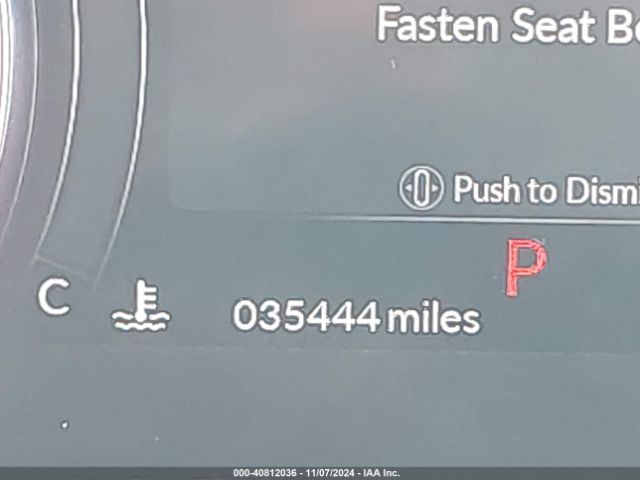 Fasten Seat Be
Push to Dismi
P
C 035444 miles
000-40812036 - 11/07/2024 - IAA Inc.